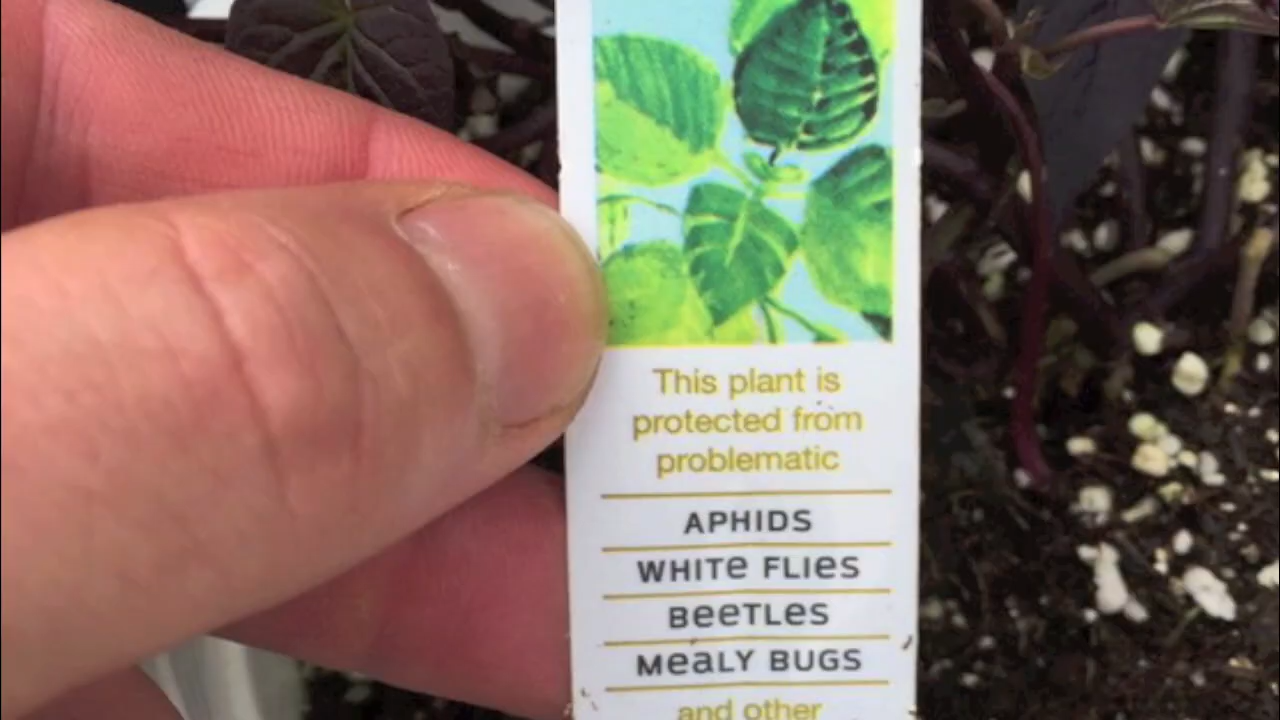 This plant is
protected from
problematic
APHIDS
WHITe FLIeS
BeeTLeS
MeaLY BUGS
and other